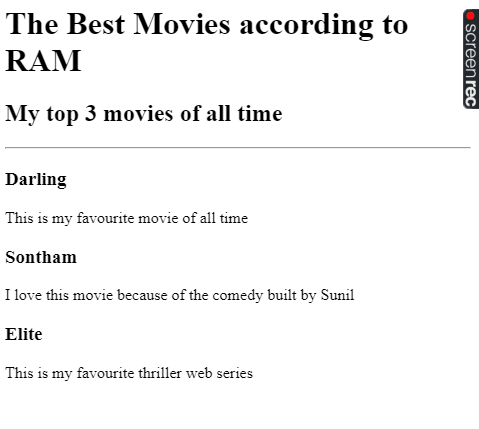 The Best Movies according to
RAM
My top 3 movies of all time
Darling
This is my favourite movie of all time
Sontham
I love this movie because of the comedy built by Sunil
Elite
This is my favourite thriller web series
screenrec